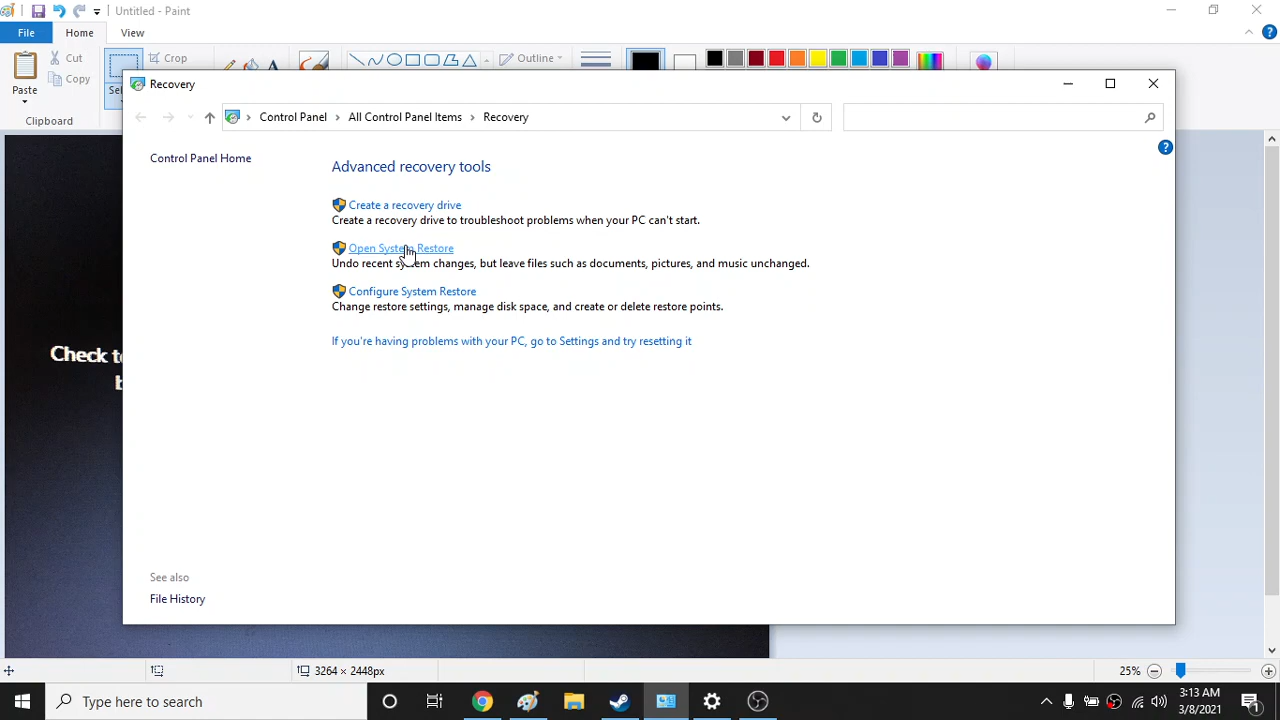 Untitled - Paint
File
Home
View
Paste
Cut
Copy
Crop
Outline
Clipboard
Recovery
Control Panel
All Control Panel Items
Recovery
Control Panel Home
Advanced recovery tools
Create a recovery drive
Create a recovery drive to troubleshoot problems when your PC can't start.
Open System Restore
Undo recent system changes, but leave files such as documents, pictures, and music unchanged.
Configure System Restore
Change restore settings, manage disk space, and create or delete restore points.
If you're having problems with your PC, go to Settings and try resetting it
Check
See also
File History
3264 × 2448px
25%
Type here to search
3:13 AM
3/8/2021
1